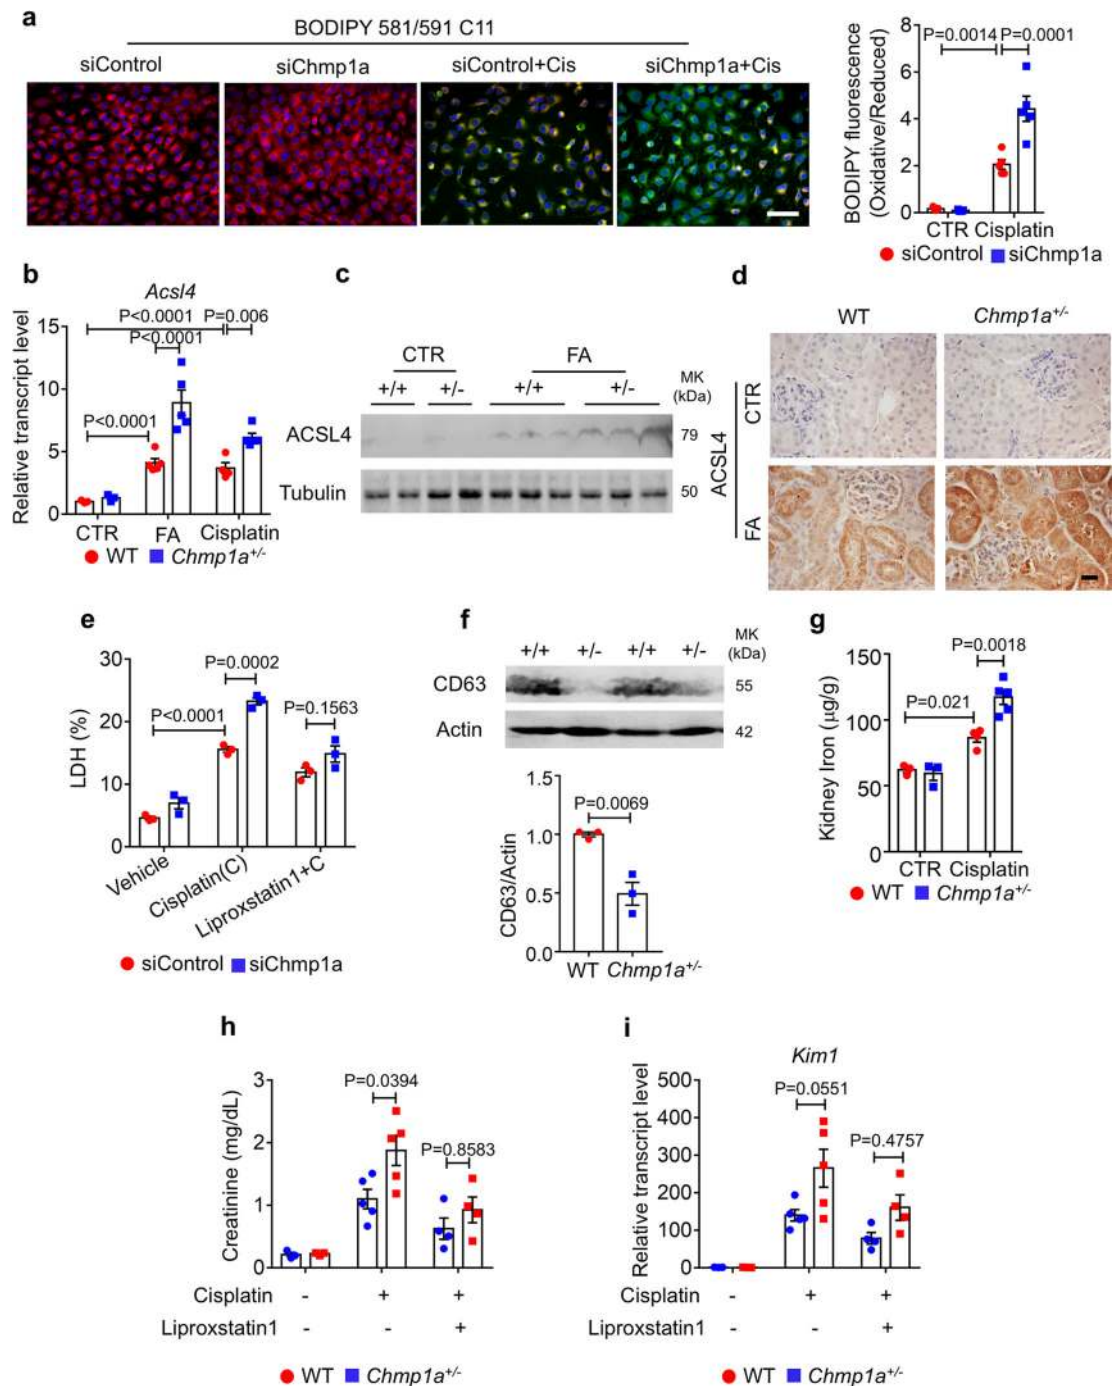 a
BODIPY 581/591 C11
siControl siChmp1a siControl+Cis siChmp1a+Cis
P=0.0014 P=0.0001
BODIPY fluorescence
(Oxidative/Reduced)
8
6
4
2
0
CTR Cisplatin
siControl siChmp1a
b
Acsl4
P<0.0001 P=0.006
P<0.0001
P<0.0001
Relative transcript level
15
10
5
0
CTR FA Cisplatin
WT Chmp1a+/-
c
CTR FA
+/+ +/- +/+ +/- MK
(kDa)
ACSL4 79
Tubulin 50
d
WT Chmp1a+/-
ACSL4
CTR
FA
e
P=0.0002
P<0.0001
P=0.1563
LDH (%)
30
20
10
0
Vehicle
Cisplatin(C)
Liproxstatin1+C
siControl siChmp1a
f
+/+ +/- +/+ +/- MK
(kDa)
CD63 55
Actin 42
P=0.0069
CD63/Actin
1.5
1.0
0.5
0.0
WT Chmp1a+/-
g
P=0.0018
P=0.021
Kidney Iron (µg/g)
150
100
50
0
CTR Cisplatin
WT Chmp1a+/-
h
P=0.0394
P=0.8583
Creatinine (mg/dL)
3
2
1
0
Cisplatin - + +
Liproxstatin1 - +
WT Chmp1a+/-
i
Kim1
P=0.0551
P=0.4757
Relative transcript level
500
400
300
200
100
0
Cisplatin - + +
Liproxstatin1 - +
WT Chmp1a+/-